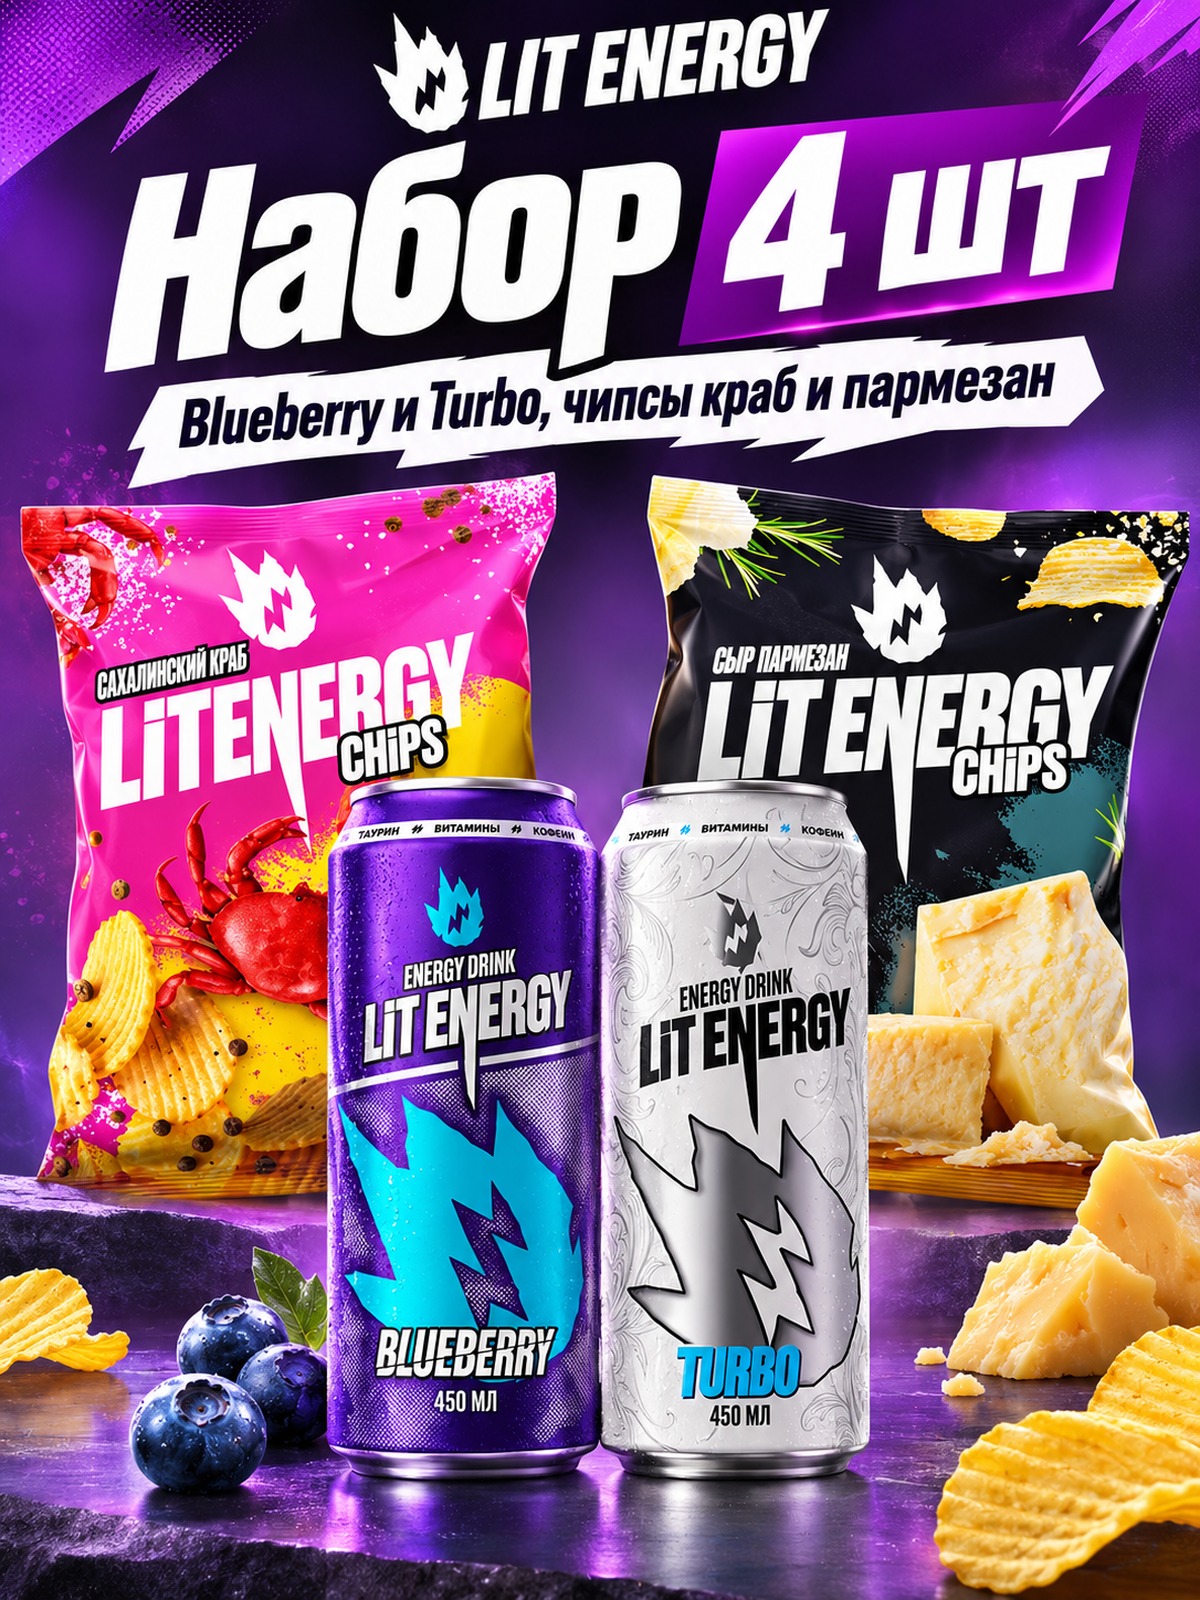 LIT ENERGY
Набор 4 шт
Blueberry и Turbo, чипсы краб и пармезан
САХАЛИНСКИЙ КРАБ
LiTENERGY
CHiPS
СЫР ПАРМЕЗАН
LiT ENERGY
CHiPS
ТАУРИН ВИТАМИНЫ КОФЕИН
ENERGY DRINK
LiT ENERGY
BLUEBERRY
450 МЛ
ТАУРИН ВИТАМИНЫ КОФЕИН
ENERGY DRINK
LiT ENERGY
TURBO
450 МЛ